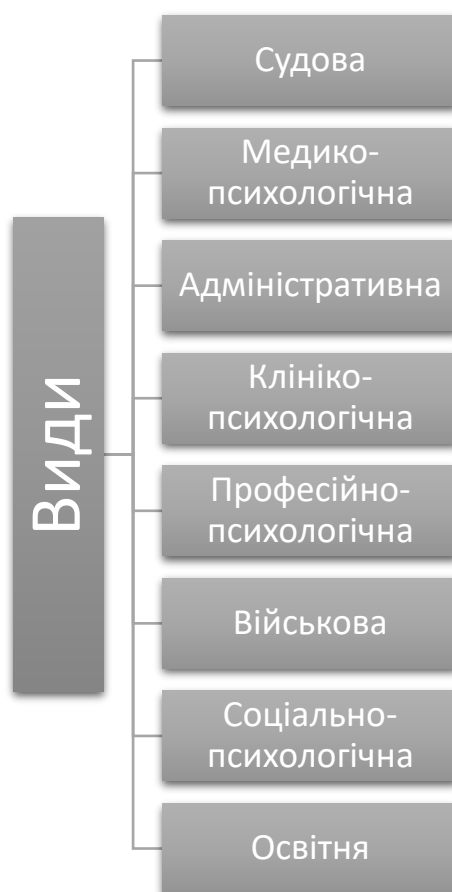 Види
Судова
Медико-
психологічна
Адміністративна
Клініко-
психологічна
Професійно-
психологічна
Військова
Соціально-
психологічна
Освітня